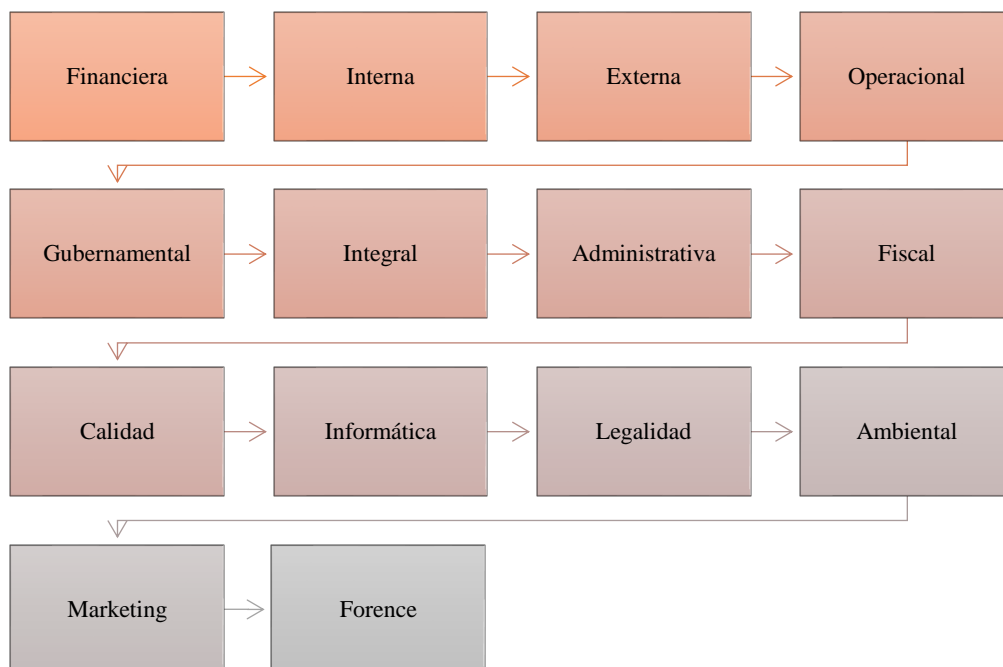 Financiera
Interna
Externa
Operacional
Gubernamental
Integral
Administrativa
Fiscal
Calidad
Informática
Legalidad
Ambiental
Marketing
Forence